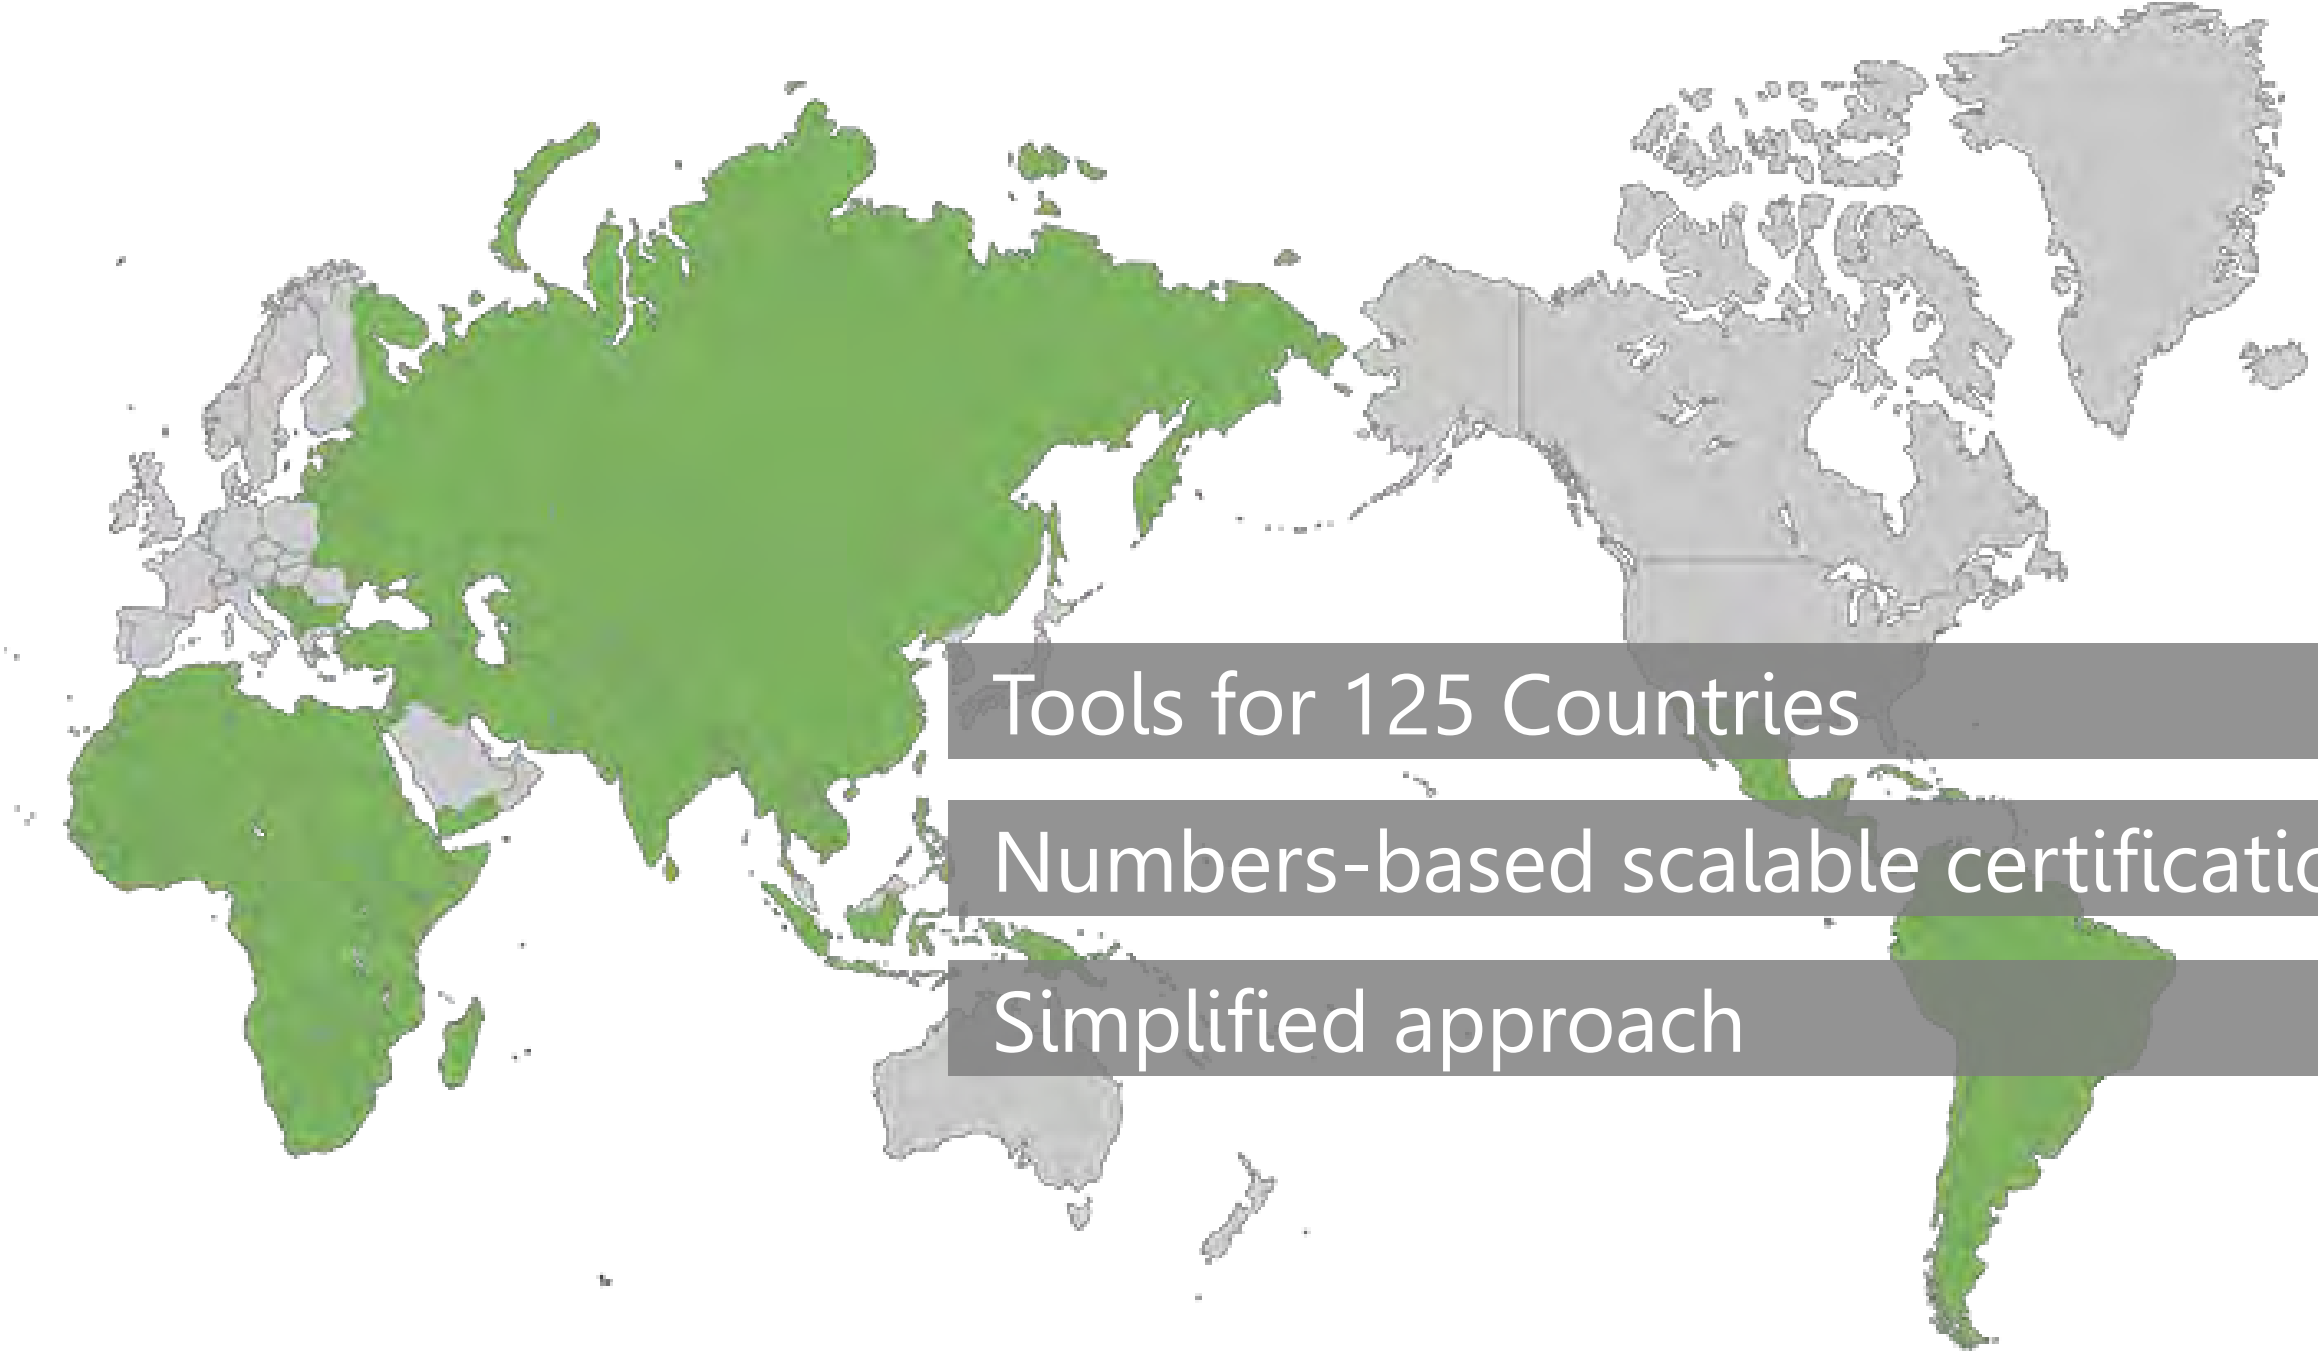 Tools for 125 Countries
Numbers-based scalable certificatio
Simplified approach